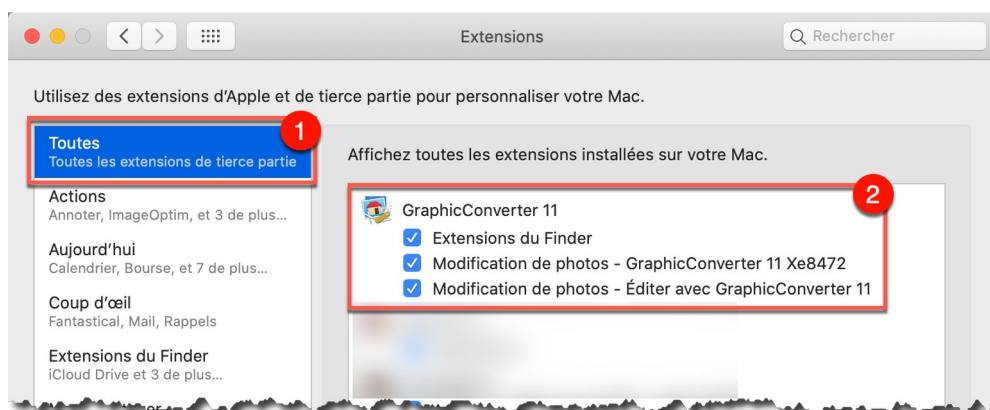 Extensions
Rechercher
Utilisez des extensions d'Apple et de tierce partie pour personnaliser votre Mac.
1
Toutes
Toutes les extensions de tierce partie
Actions
Annoter, ImageOptim, et 3 de plus...
Aujourd'hui
Calendrier, Bourse, et 7 de plus...
Coup d'œil
Fantastical, Mail, Rappels
Extensions du Finder
iCloud Drive et 3 de plus...
Affichez toutes les extensions installées sur votre Mac.
2
GraphicConverter 11
Extensions du Finder
Modification de photos - GraphicConverter 11 Xe8472
Modification de photos - Éditer avec GraphicConverter 11